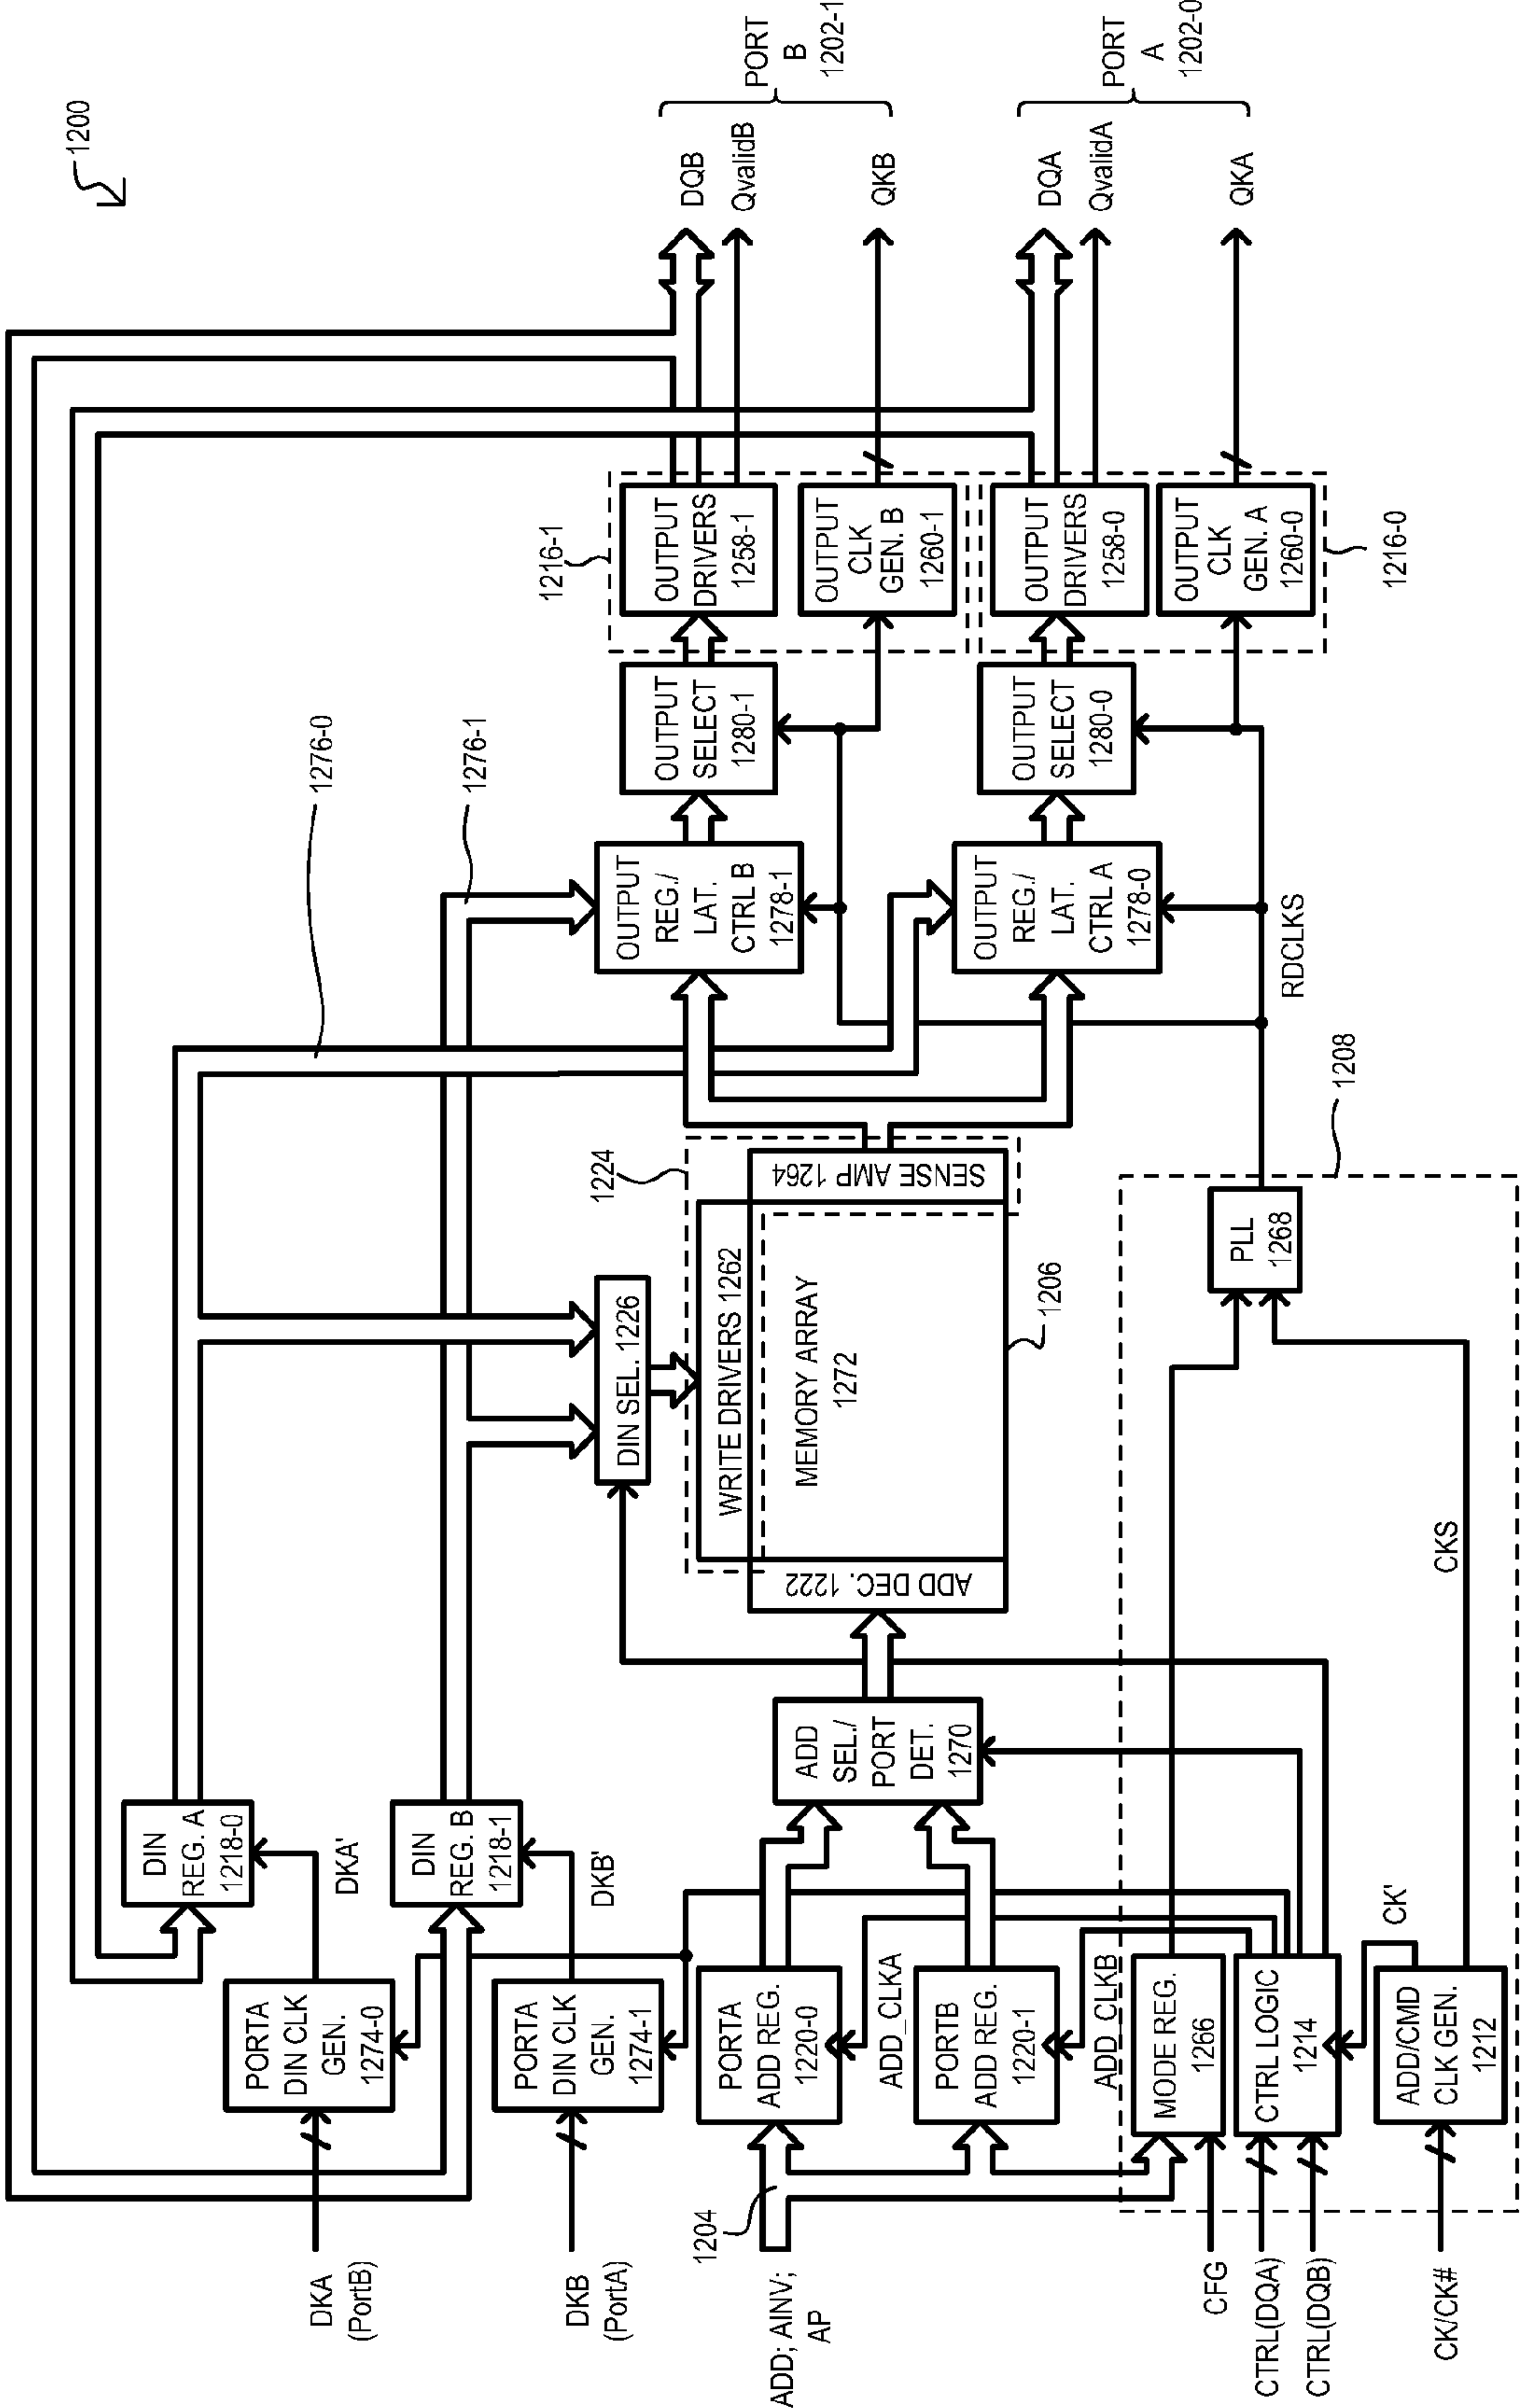 1200
PORT
B
1202-1
PORT
A
1202-0
DQB
QvalidB
QKB
DQA
QvalidA
QKA
1276-0
1276-1
1216-1
OUTPUT
DRIVERS
1258-1
OUTPUT
CLK
GEN. B
1260-1
OUTPUT
DRIVERS
1258-0
OUTPUT
CLK
GEN. A
1260-0
1216-0
OUTPUT
SELECT
1280-1
OUTPUT
SELECT
1280-0
OUTPUT
REG./
LAT.
CTRL B
1278-1
OUTPUT
REG./
LAT.
CTRL A
1278-0
RDCLKS
1224
SENSE AMP 1264
WRITE DRIVERS 1262
MEMORY ARRAY
1272
ADD DEC. 1222
1206
DIN SEL. 1226
1208
PLL
1268
CKS
DIN
REG. A
1218-0
DKA'
DIN
REG. B
1218-1
DKB'
ADD
SEL./
PORT
DET.
1270
PORTA
DIN CLK
GEN.
1274-0
PORTA
DIN CLK
GEN.
1274-1
PORTA
ADD REG.
1220-0
ADD_CLKA
PORTB
ADD REG.
1220-1
ADD_CLKB
MODE REG.
1266
CTRL LOGIC
1214
CK'
ADD/CMD
CLK GEN.
1212
1204
DKA
(PortB)
DKB
(PortA)
ADD; AINV;
AP
CFG
CTRL(DQA)
CTRL(DQB)
CK/CK#